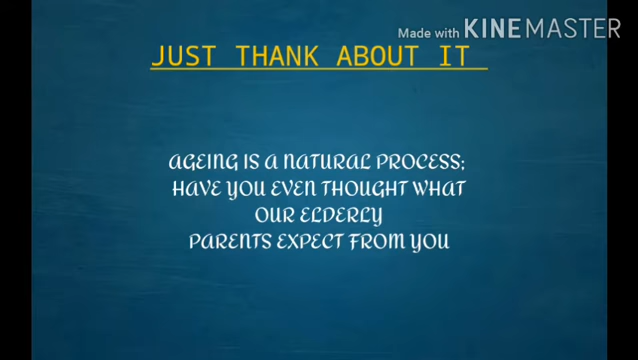 Made with KINEMASTER
JUST THANK ABOUT IT
AGEING IS A NATURAL PROCESS;
HAVE YOU EVEN THOUGHT WHAT
OUR ELDERLY
PARENTS EXPECT FROM YOU